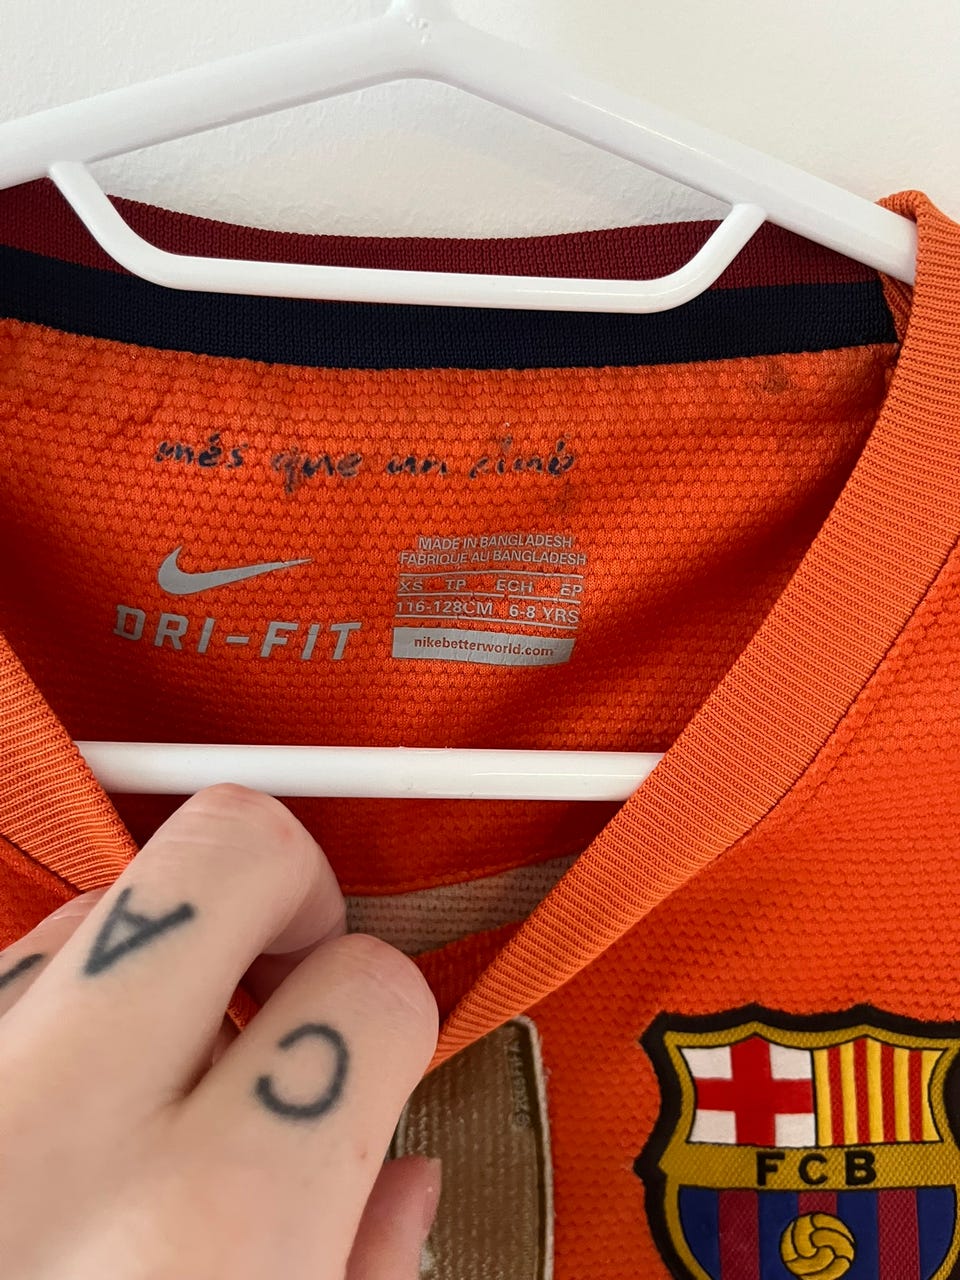 més que un club
DRI-FIT
MADE IN BANGLADESH
FABRIQUE AU BANGLADESH
XS TP ECH EP
116-128CM 6-8 YRS
nikebetterworld.com
A
C
FCB